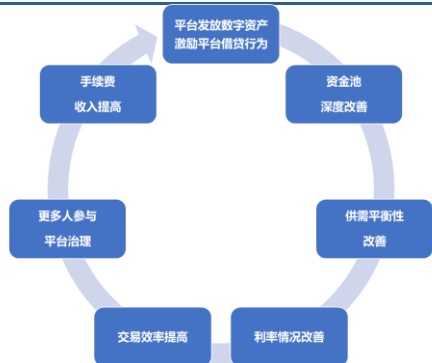 平台发放数字资产
激励平台借贷行为
资金池
深度改善
供需平衡性
改善
利率情况改善
交易效率提高
更多人参与
平台治理
手续费
收入提高